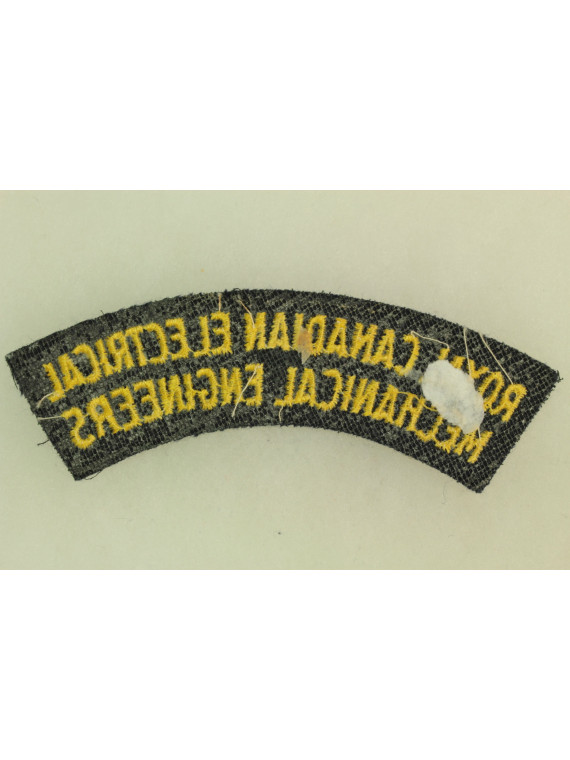 ROYAL CANADIAN ELECTRICAL
MECHANICAL ENGINEERS